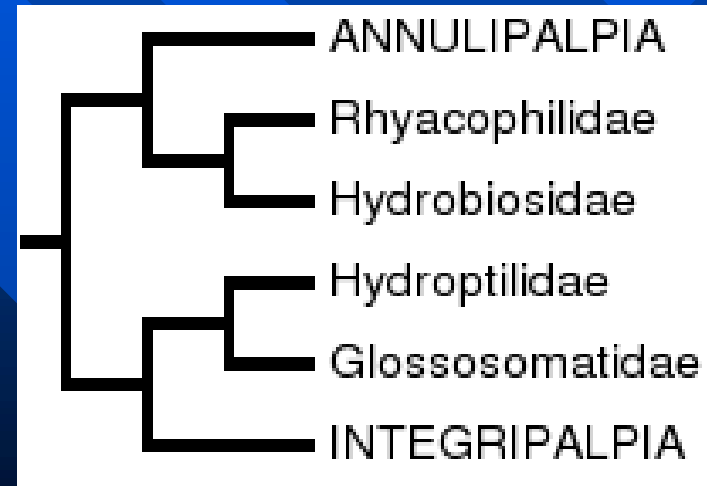 ANNULIPALPIA
Rhyacophilidae
Hydrobiosidae
Hydroptilidae
Glossosomatidae
INTEGRIPALPIA